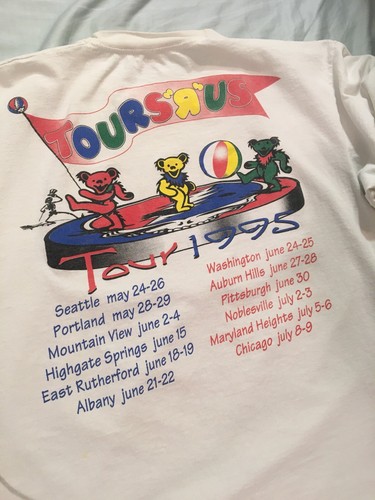 TOURS "R" US
Tour 1995
Seattle may 24-26
Portland may 28-29
Mountain View june 2-4
Highgate Springs june 15
East Rutherford june 18-19
Albany june 21-22
Washington june 24-25
Auburn Hills june 27-28
Pittsburgh june 30
Noblesville july 2-3
Maryland Heights july 5-6
Chicago july 8-9